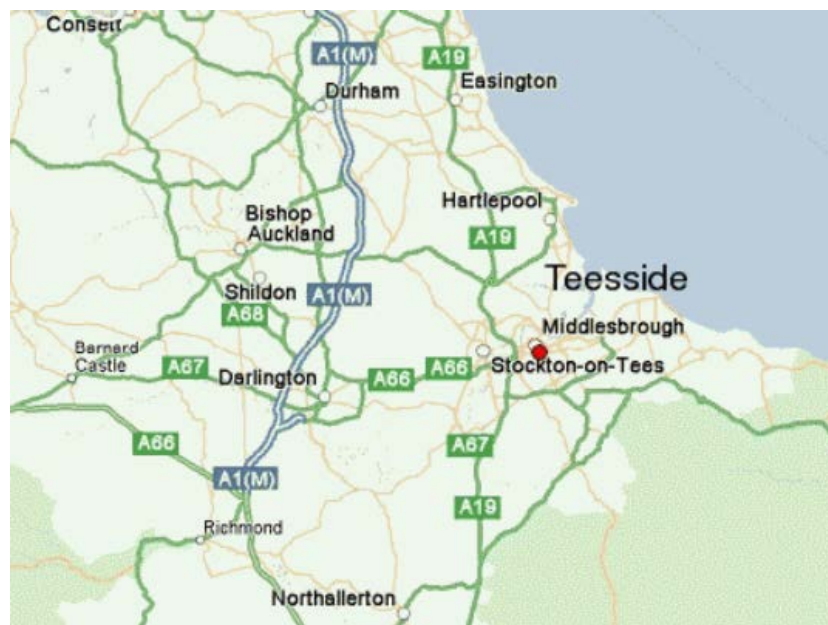 Consett
A1(M)
A19
Easington
Durham
Hartlepool
Bishop
Auckland
A19
Teesside
Shildon
A1(M)
A68
Middlesbrough
Barnard
Castle
A67
Stockton-on-Tees
A66
A66
Darlington
A66
A67
A1(M)
A19
Richmond
Northallerton